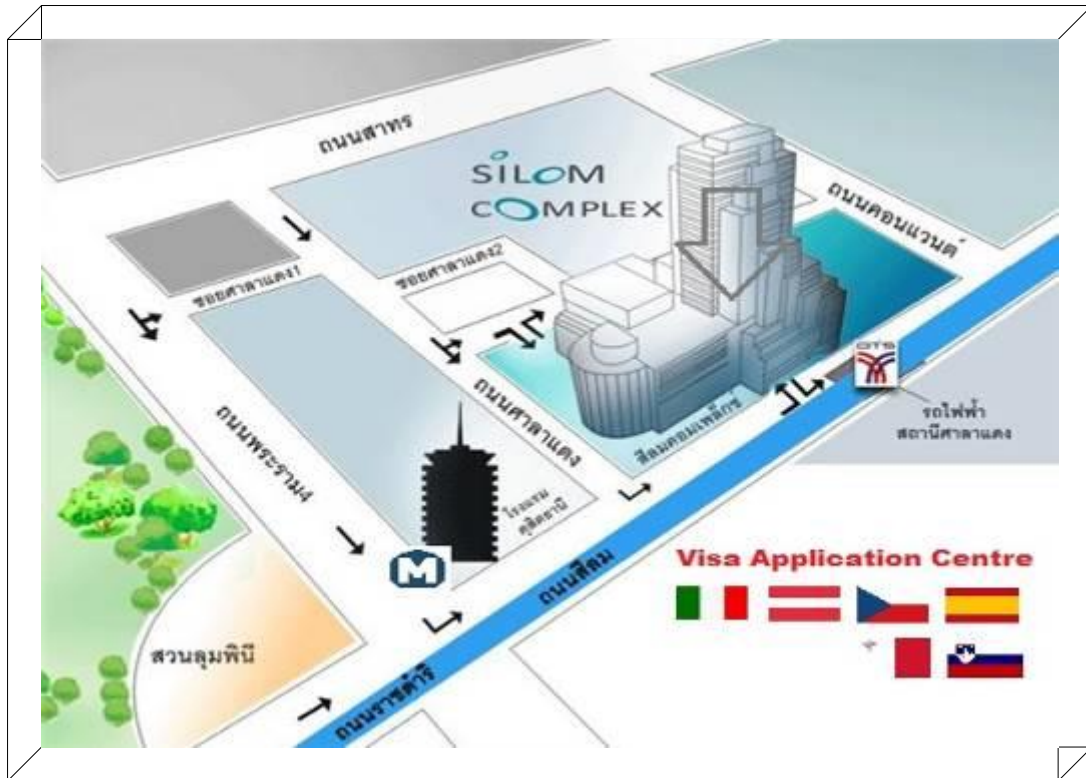 ถนนสาทร
SILOM
COMPLEX
ถนนคอนแวนต์
ซอยศาลาแดง2
ซอยศาลาแดง1
BTS
รถไฟฟ้า
สถานีศาลาแดง
ถนนศาลาแดง
สีลมคอมเพล็กซ์
ถนนพระราม4
โรงแรม
ดุสิตธานี
M
ถนนสีลม
Visa Application Centre
สวนลุมพินี
ถนนราชดำริ